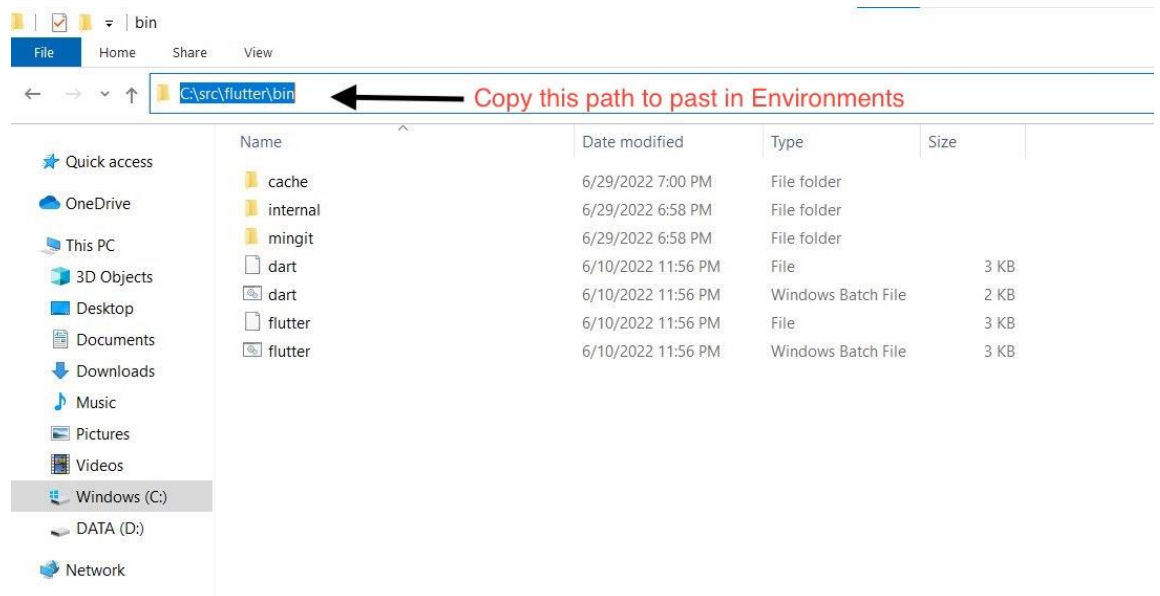 bin
File Home Share View
C:\src\flutter\bin Copy this path to past in Environments
Name Date modified Type Size
Quick access
OneDrive
This PC
3D Objects
Desktop
Documents
Downloads
Music
Pictures
Videos
Windows (C:)
DATA (D:)
Network
cache 6/29/2022 7:00 PM File folder
internal 6/29/2022 6:58 PM File folder
mingit 6/29/2022 6:58 PM File folder
dart 6/10/2022 11:56 PM File 3 KB
dart 6/10/2022 11:56 PM Windows Batch File 2 KB
flutter 6/10/2022 11:56 PM File 3 KB
flutter 6/10/2022 11:56 PM Windows Batch File 3 KB